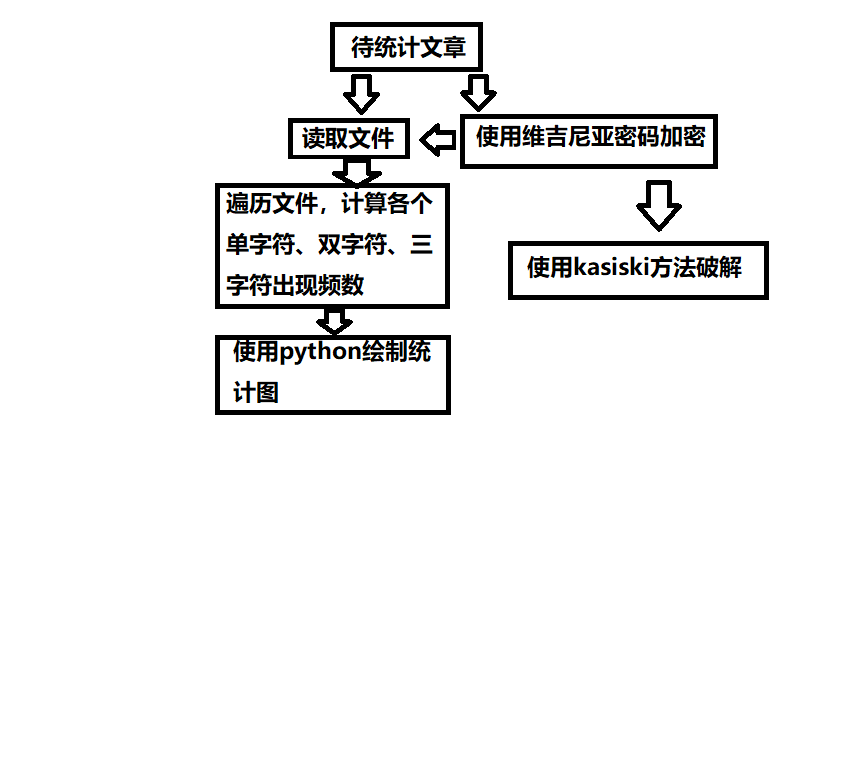 待统计文章
读取文件
使用维吉尼亚密码加密
遍历文件，计算各个
单字符、双字符、三
字符出现频数
使用kasiski方法破解
使用python绘制统
计图